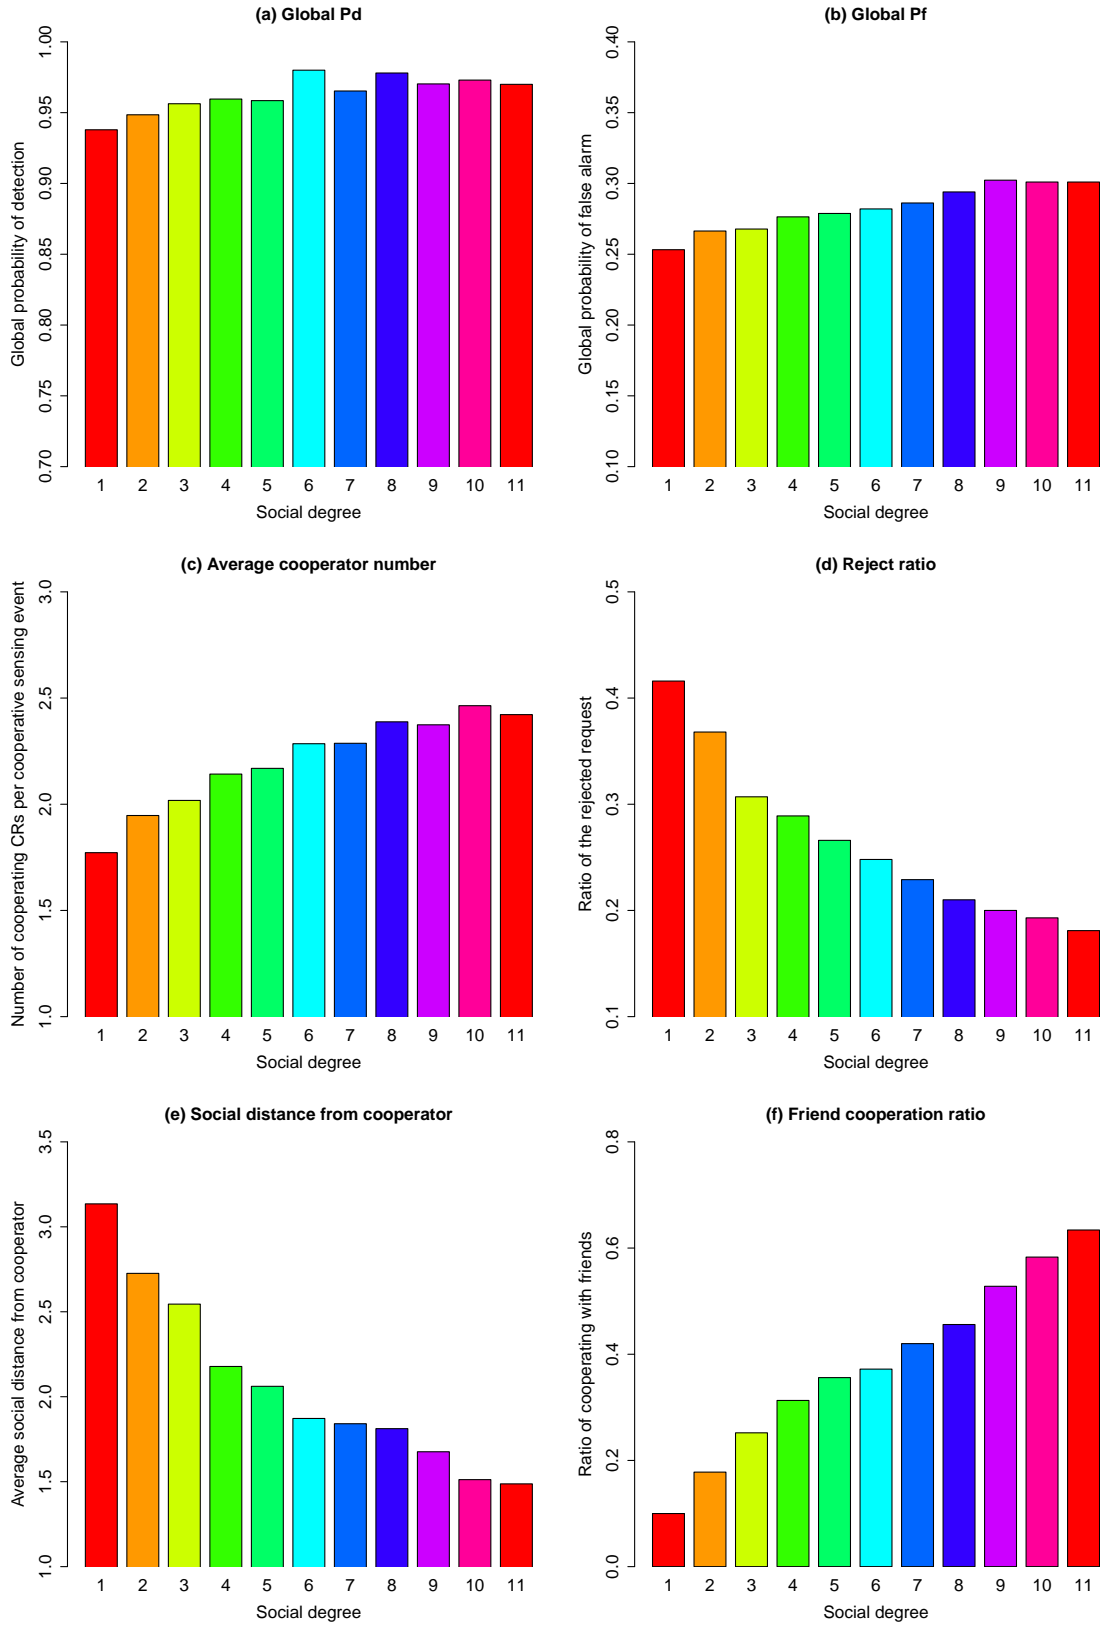 (a) Global Pd
Global probability of detection
1.00
0.95
0.90
0.85
0.80
0.75
0.70
1 2 3 4 5 6 7 8 9 10 11
Social degree
(b) Global Pf
Global probability of false alarm
0.40
0.35
0.30
0.25
0.20
0.15
0.10
1 2 3 4 5 6 7 8 9 10 11
Social degree
(c) Average cooperator number
Number of cooperating CRs per cooperative sensing event
3.0
2.5
2.0
1.5
1.0
1 2 3 4 5 6 7 8 9 10 11
Social degree
(d) Reject ratio
Ratio of the rejected request
0.5
0.4
0.3
0.2
0.1
1 2 3 4 5 6 7 8 9 10 11
Social degree
(e) Social distance from cooperator
Average social distance from cooperator
3.5
3.0
2.5
2.0
1.5
1.0
1 2 3 4 5 6 7 8 9 10 11
Social degree
(f) Friend cooperation ratio
Ratio of cooperating with friends
0.8
0.6
0.4
0.2
0.0
1 2 3 4 5 6 7 8 9 10 11
Social degree